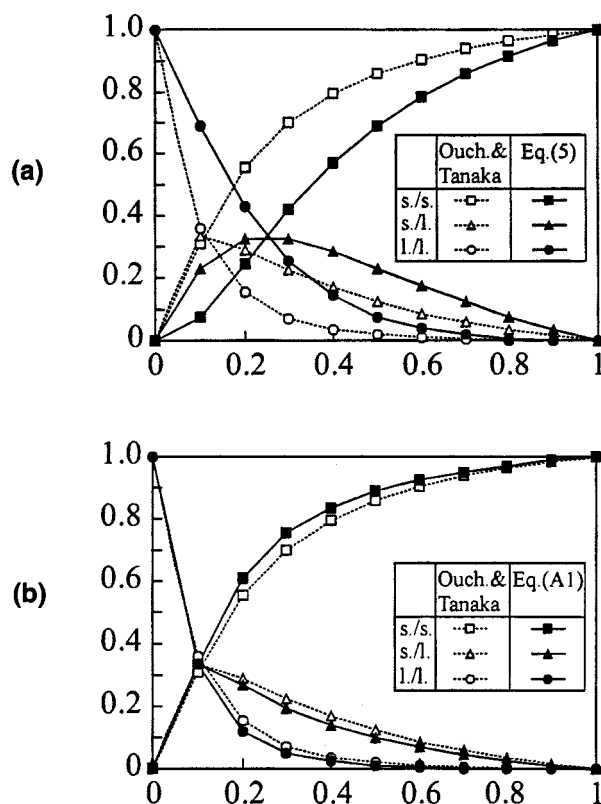 (a)
1.0
0.8
0.6
0.4
0.2
0
0 0.2 0.4 0.6 0.8 1
Ouch.& Eq.(5)
Tanaka
s./s.
s./l.
l./l.
(b)
1.0
0.8
0.6
0.4
0.2
0
0 0.2 0.4 0.6 0.8 1
Ouch.& Eq.(A1)
Tanaka
s./s.
s./l.
l./l.